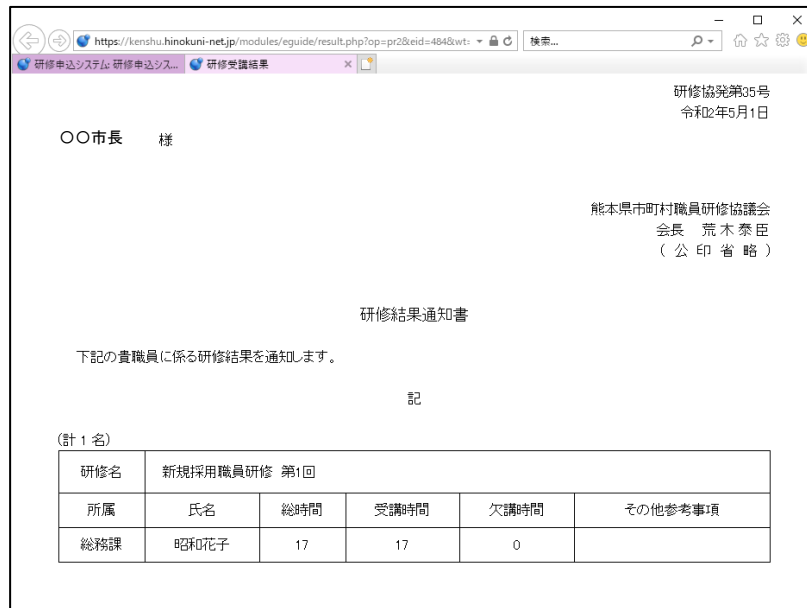 https://kenshu.hinokuni-net.jp/modules/eguide/result.php?op=pr2&eid=484&wt:
検索...
研修申込システム: 研修申込シス...
研修受講結果
研修協発第35号
令和2年5月1日
〇〇市長 様
熊本県市町村職員研修協議会
会長 荒木泰臣
(公印省略)
研修結果通知書
下記の貴職員に係る研修結果を通知します。
記
(計1名)
研修名 新規採用職員研修 第1回
所属 氏名 総時間 受講時間 欠講時間 その他参考事項
総務課 昭和花子 17 17 0